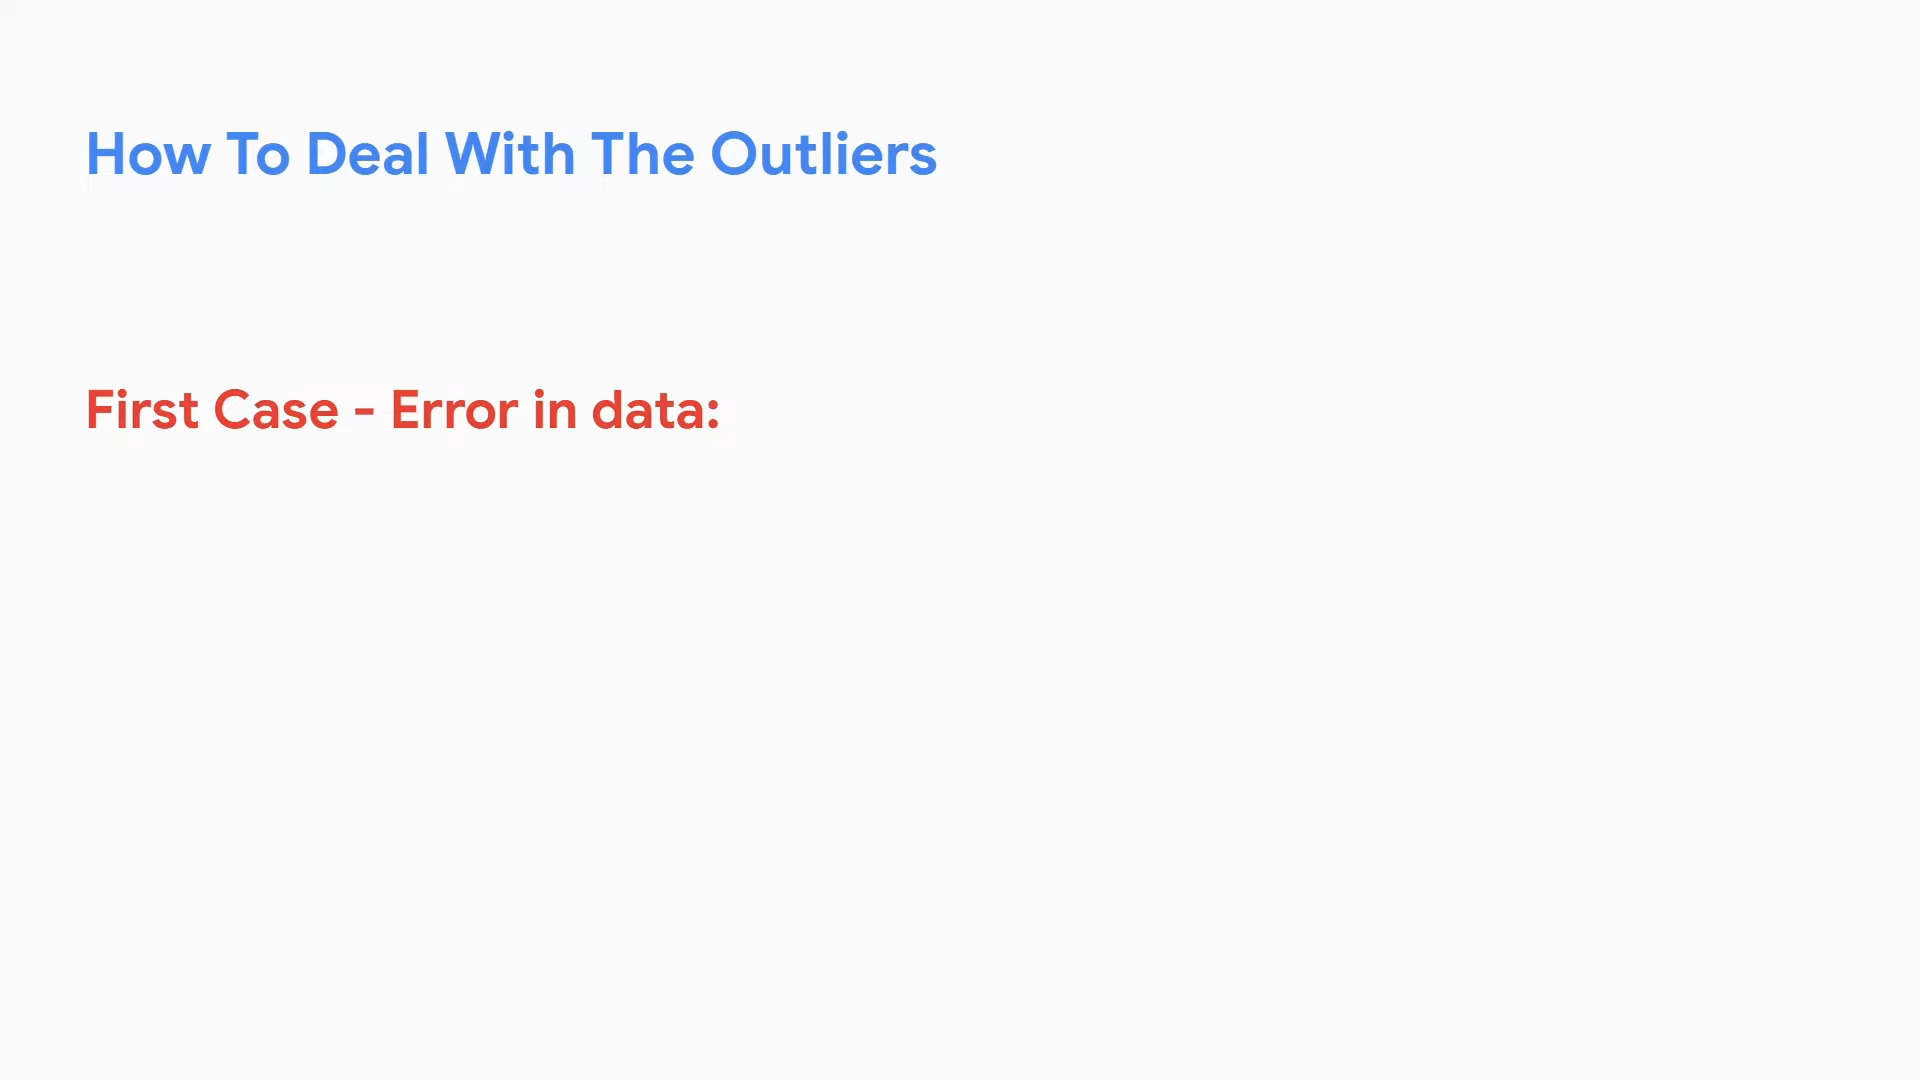 How To Deal With The Outliers
First Case - Error in data: